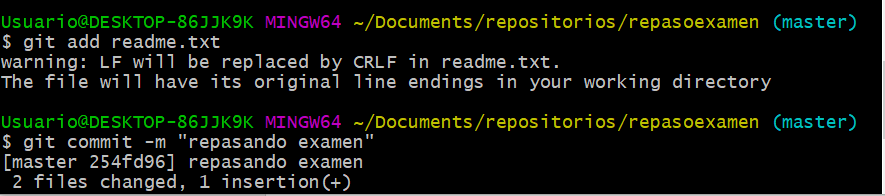 Usuario@DESKTOP-86JJK9K MINGW64 ~/Documents/repositorios/repasoexamen (master)
$ git add readme.txt
warning: LF will be replaced by CRLF in readme.txt.
The file will have its original line endings in your working directory
Usuario@DESKTOP-86JJK9K MINGW64 ~/Documents/repositorios/repasoexamen (master)
$ git commit -m "repasando examen"
[master 254fd96] repasando examen
 2 files changed, 1 insertion(+)